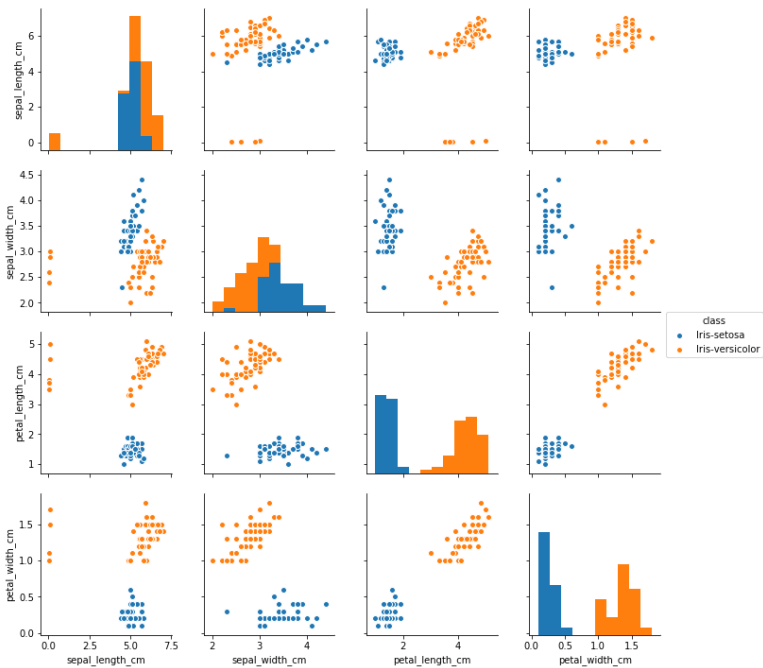 sepal_length_cm
6
4
2
0
sepal_width_cm
4.5
4.0
3.5
3.0
2.5
2.0
class
Iris-setosa
Iris-versicolor
petal_length_cm
5
4
3
2
1
petal_width_cm
1.5
1.0
0.5
0.0
0.0 2.5 5.0 7.5
2 3 4
2 4
0.0 0.5 1.0 1.5
sepal_length_cm
sepal_width_cm
petal_length_cm
petal_width_cm